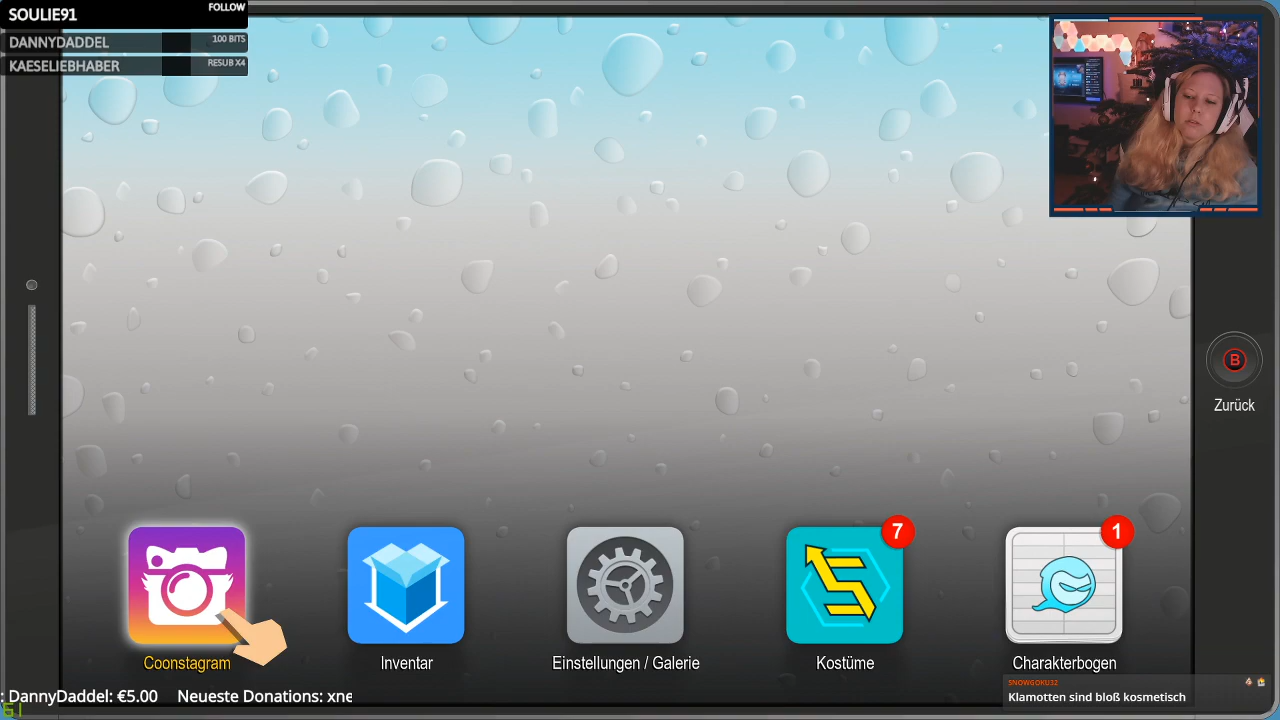 SOULIE91
FOLLOW
DANNYDADDEL
100 BITS
KAESELIEBHABER
RESUB X4
B
Zurück
7
1
Coonstagram
Inventar
Einstellungen / Galerie
Kostüme
Charakterbogen
: DannyDaddel: €5.00 Neueste Donations: xne
SNOWGOKU32
Klamotten sind bloß kosmetisch